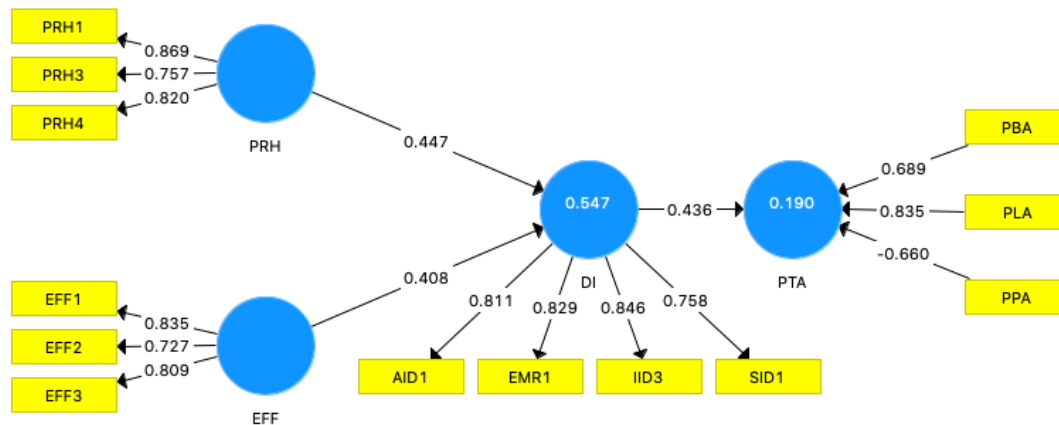 PRH1
0.869
PRH3
0.757
PRH4
0.820
PRH
0.447
EFF1
0.835
EFF2
0.727
EFF3
0.809
EFF
0.408
0.547
DI
0.436
0.190
PTA
0.811
0.829
0.846
0.758
AID1
EMR1
IID3
SID1
PBA
0.689
PLA
0.835
PPA
-0.660